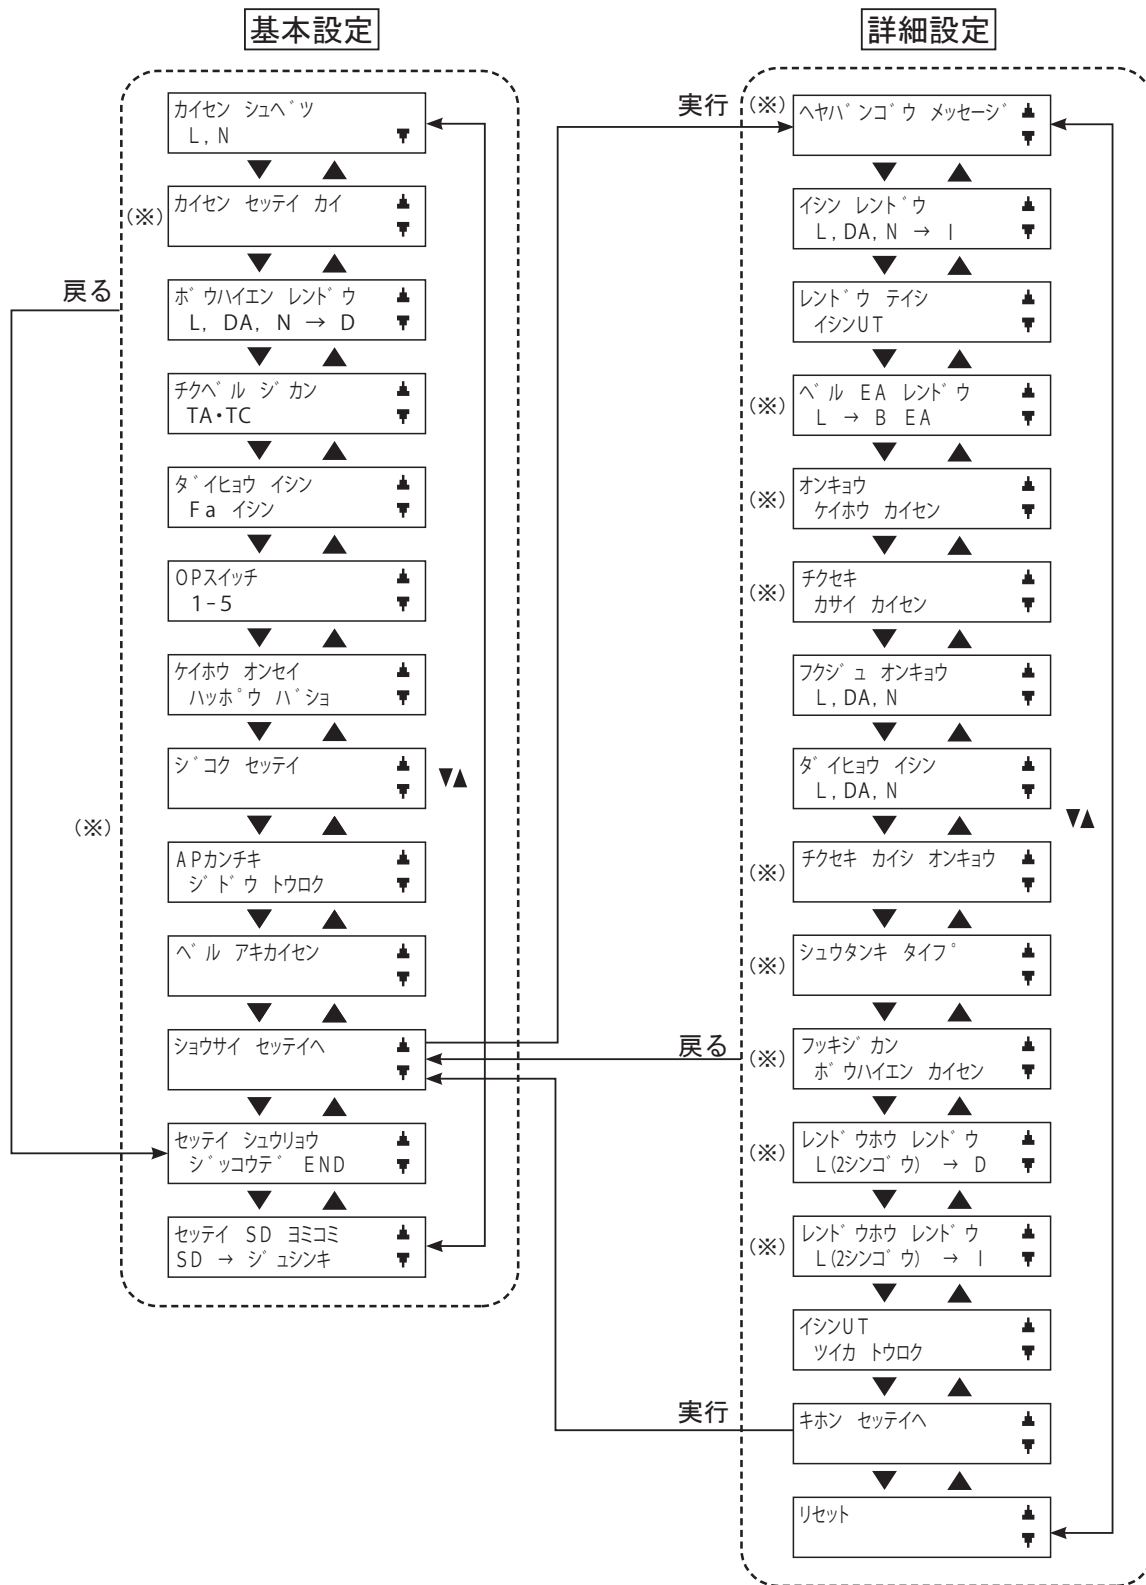 基本設定
カイセン シュベツ
L, N ▼
▼ ▲
(※)
カイセン セッテイ カイ
▼ ▲
戻る
ボウハイエン レンドウ
L, DA, N → D
▼ ▲
チクベル ジカン
TA・TC
▼ ▲
ダイヒョウ イシン
Fa イシン
▼ ▲
OPスイッチ
1-5
▼ ▲
ケイホウ オンセイ
ハッポウ バショ
▼ ▲
ジコク セッテイ
▼▲
▼ ▲
(※)
APカンチキ
ジドウ トウロク
▼ ▲
ベル アキカイセン
▼ ▲
ショウサイ セッテイヘ
▼ ▲
セッテイ シュウリョウ
ジッコウデ END
▼ ▲
セッテイ SD ヨミコミ
SD → ジュシンキ
詳細設定
実行
(※)
ヘヤバンゴウ メッセージ
▼ ▲
イシン レンドウ
L, DA, N → I
▼ ▲
レンドウ テイシ
イシンUT
▼ ▲
(※)
ベル EA レンドウ
L → B EA
▼ ▲
(※)
オンキョウ
ケイホウ カイセン
▼ ▲
(※)
チクセキ
カサイ カイセン
▼ ▲
フクジュ オンキョウ
L, DA, N
▼ ▲
ダイヒョウ イシン
L, DA, N
▼▲
▼ ▲
(※)
チクセキ カイシ オンキョウ
▼ ▲
(※)
シュウタンキ タイプ
▼ ▲
戻る
(※)
フッキジカン
ボウハイエン カイセン
▼ ▲
(※)
レンドウホウ レンドウ
L(2シンゴウ) → D
▼ ▲
(※)
レンドウホウ レンドウ
L(2シンゴウ) → I
▼ ▲
イシンUT
ツイカ トウロク
▼ ▲
実行
キホン セッテイヘ
▼ ▲
リセット